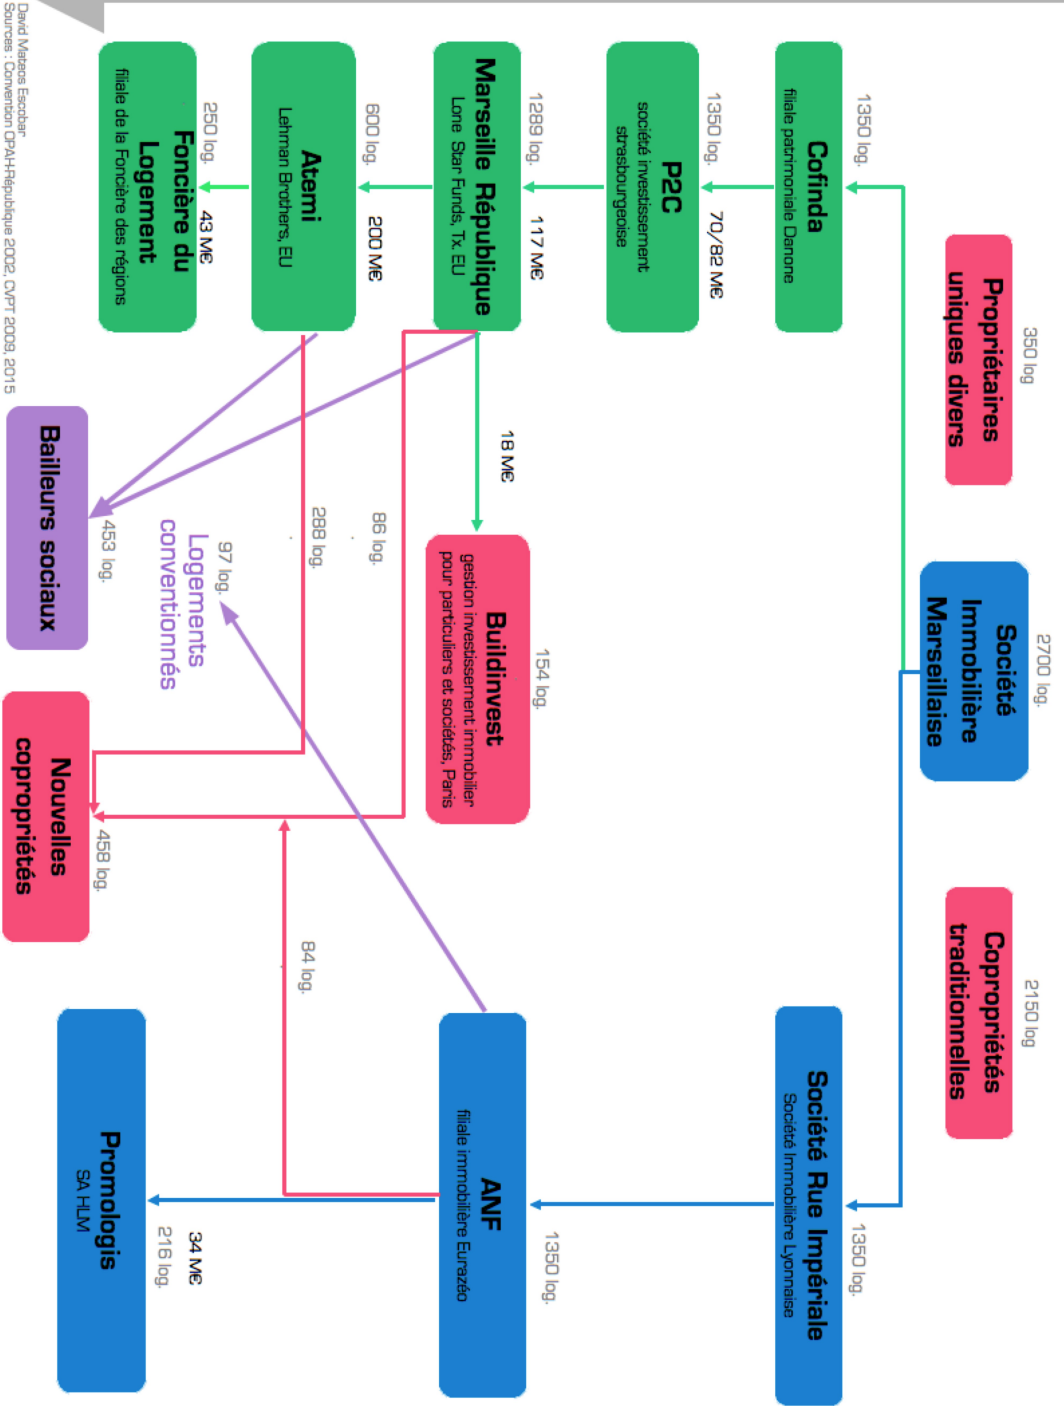 350 log
Propriétaires
uniques divers
2700 log.
Société
Immobilière
Marseillaise
2150 log
Copropriétés
traditionnelles
1350 log.
Cofinda
filiale patrimoniale Danone
1350 log.
Société Rue Impériale
Société Immobilière Lyonnaise
1350 log.
70/82 M€
P2C
société investissement
strasbourgeoise
1289 log.
117 M€
Marseille République
Lone Star Funds, Tx. EU
18 M€
154 log.
Buildinvest
gestion investissement immobilier
pour particuliers et sociétés, Paris
1350 log.
ANF
filiale immobilière Eurazéo
600 log.
200 M€
86 log.
Atemi
Lehman Brothers, EU
288 log.
84 log.
250 log.
43 M€
97 log.
Logements
conventionnés
Foncière du
Logement
filiale de la Foncière des régions
34 M€
216 log.
Promologis
SA HLM
453 log.
Bailleurs sociaux
458 log.
Nouvelles
copropriétés
David Mateos Escobar
Sources : Convention OPAH-République 2002, CVPT 2009, 2015